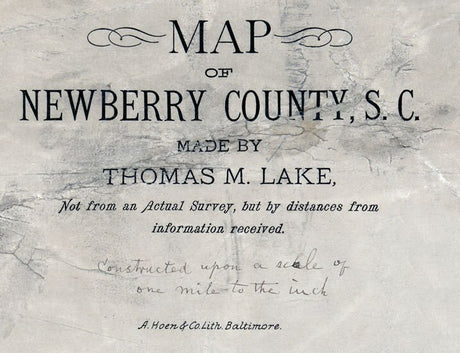 MAP
OF
NEWBERRY COUNTY, S. C.
MADE BY
THOMAS M. LAKE,
Not from an Actual Survey, but by distances from
information received.
Constructed upon a scale of
one mile to the inch
A. Hoen & Co. Lith. Baltimore.